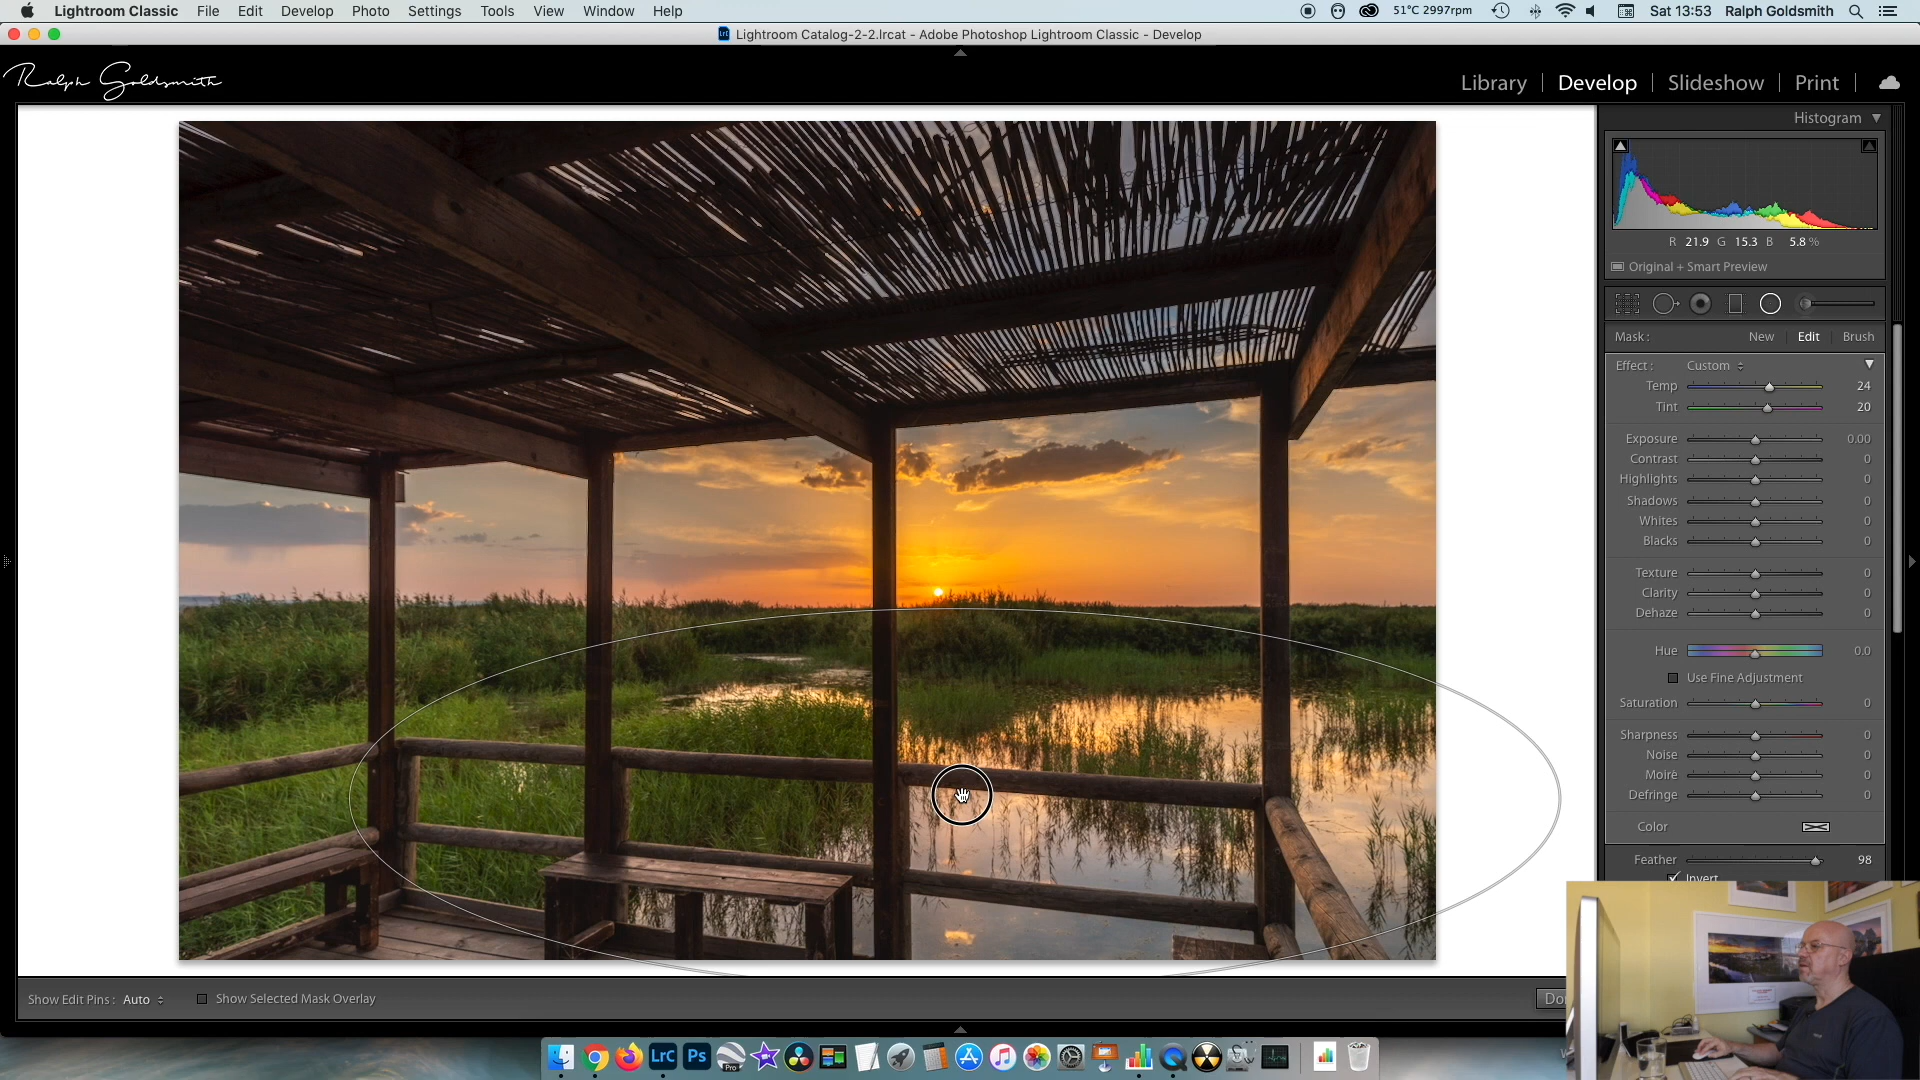 Lightroom Classic File Edit Develop Photo Settings Tools View Window Help 51°C 2997rpm Sat 13:53 Ralph Goldsmith
Lightroom Catalog-2-2.lrcat - Adobe Photoshop Lightroom Classic - Develop
Ralph Goldsmith
Library Develop Slideshow Print
Histogram
R 21.9 G 15.3 B 5.8 %
Original + Smart Preview
Mask : New Edit Brush
Effect : Custom
Temp 24
Tint 20
Exposure 0.00
Contrast 0
Highlights 0
Shadows 0
Whites 0
Blacks 0
Texture 0
Clarity 0
Dehaze 0
Hue 0.0
Use Fine Adjustment
Saturation 0
Sharpness 0
Noise 0
Moiré 0
Defringe 0
Color
Feather 98
Invert
Show Edit Pins : Auto Show Selected Mask Overlay
LrC Ps Pro